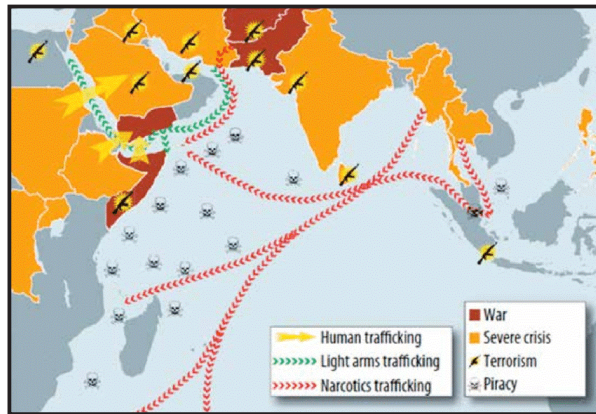 Human trafficking
Light arms trafficking
Narcotics trafficking
War
Severe crisis
Terrorism
Piracy